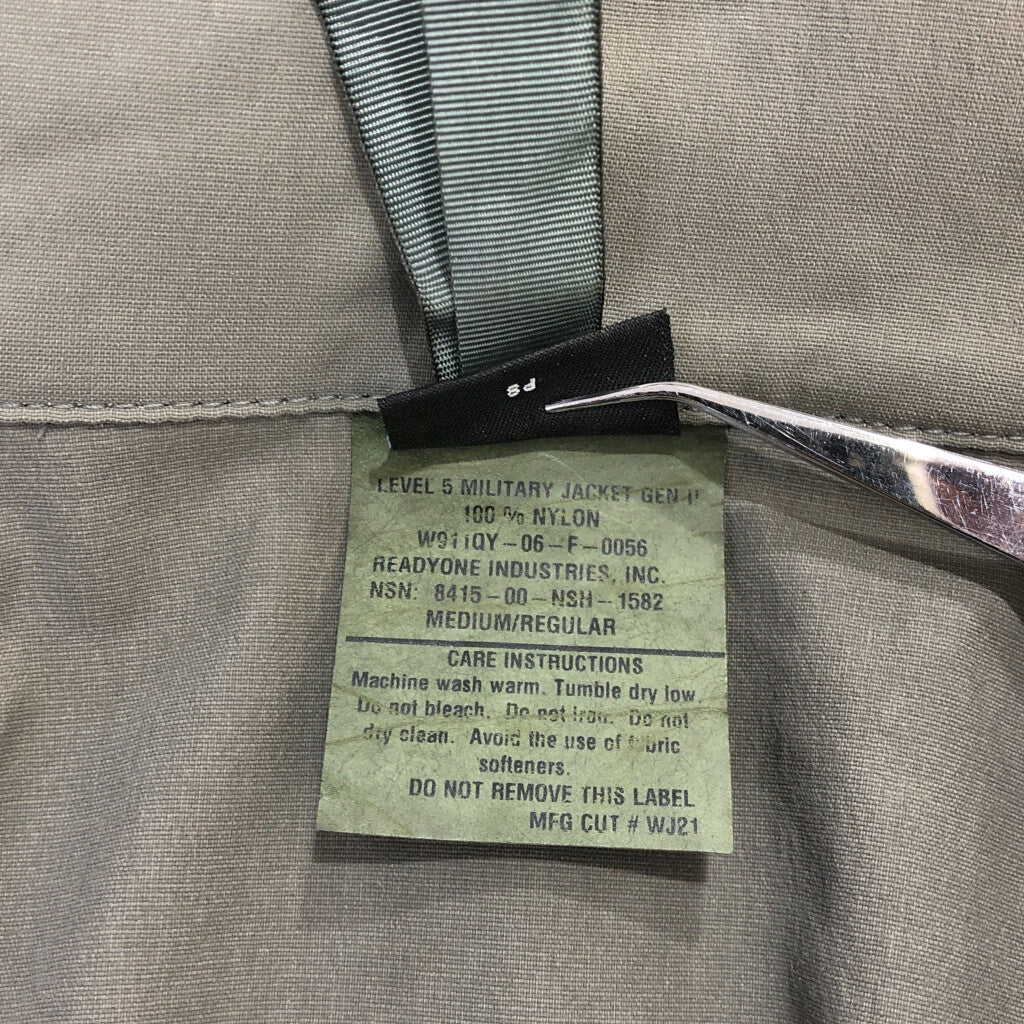 PS
LEVEL 5 MILITARY JACKET GEN II
100 % NYLON
W911QY-06-F-0056
READYONE INDUSTRIES, INC.
NSN: 8415-00-NSH-1582
MEDIUM/REGULAR
CARE INSTRUCTIONS
Machine wash warm. Tumble dry low.
Do not bleach. Do not iron. Do not
dry clean. Avoid the use of fabric
softeners.
DO NOT REMOVE THIS LABEL
MFG CUT # WJ21